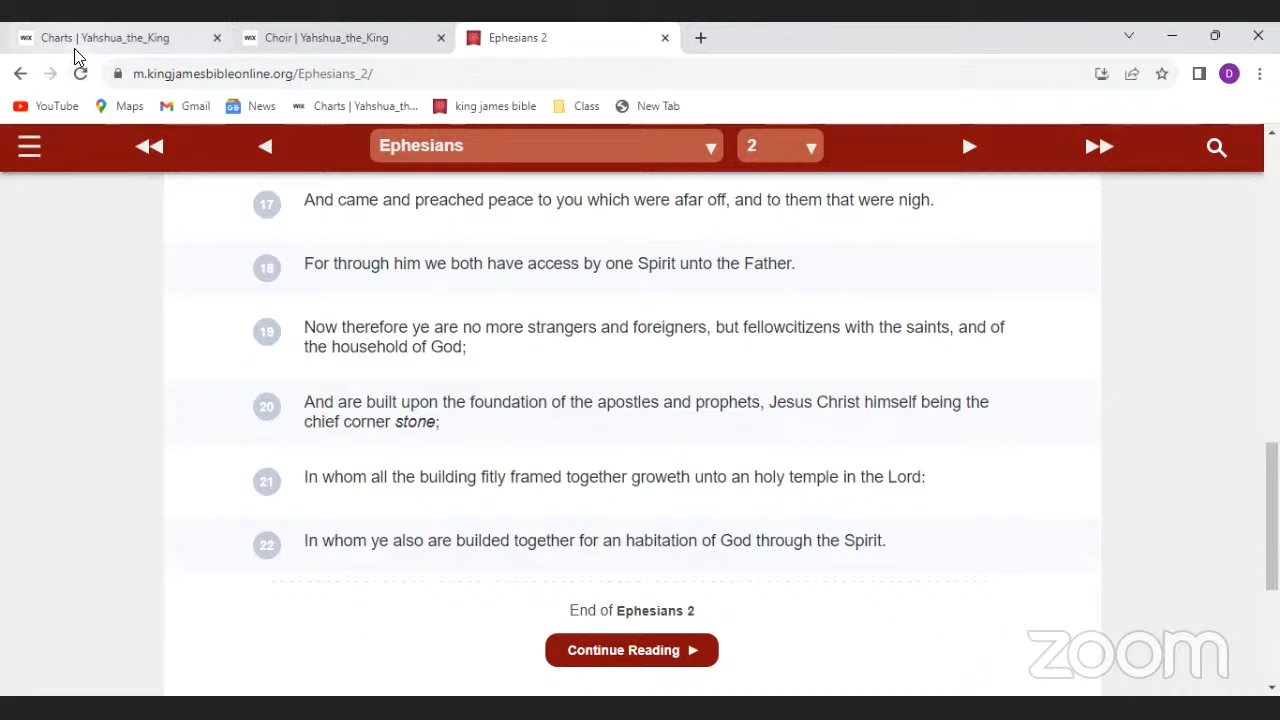 WIX Charts | Yahshua_the_King WIX Choir | Yahshua_the_King Ephesians 2
m.kingjamesbibleonline.org/Ephesians_2/ D
YouTube Maps Gmail News WIX Charts | Yahshua_th... king james bible Class New Tab
Ephesians 2
17 And came and preached peace to you which were afar off, and to them that were nigh.
18 For through him we both have access by one Spirit unto the Father.
19 Now therefore ye are no more strangers and foreigners, but fellowcitizens with the saints, and of
the household of God;
20 And are built upon the foundation of the apostles and prophets, Jesus Christ himself being the
chief corner stone;
21 In whom all the building fitly framed together groweth unto an holy temple in the Lord:
22 In whom ye also are builded together for an habitation of God through the Spirit.
End of Ephesians 2
Continue Reading
zoom